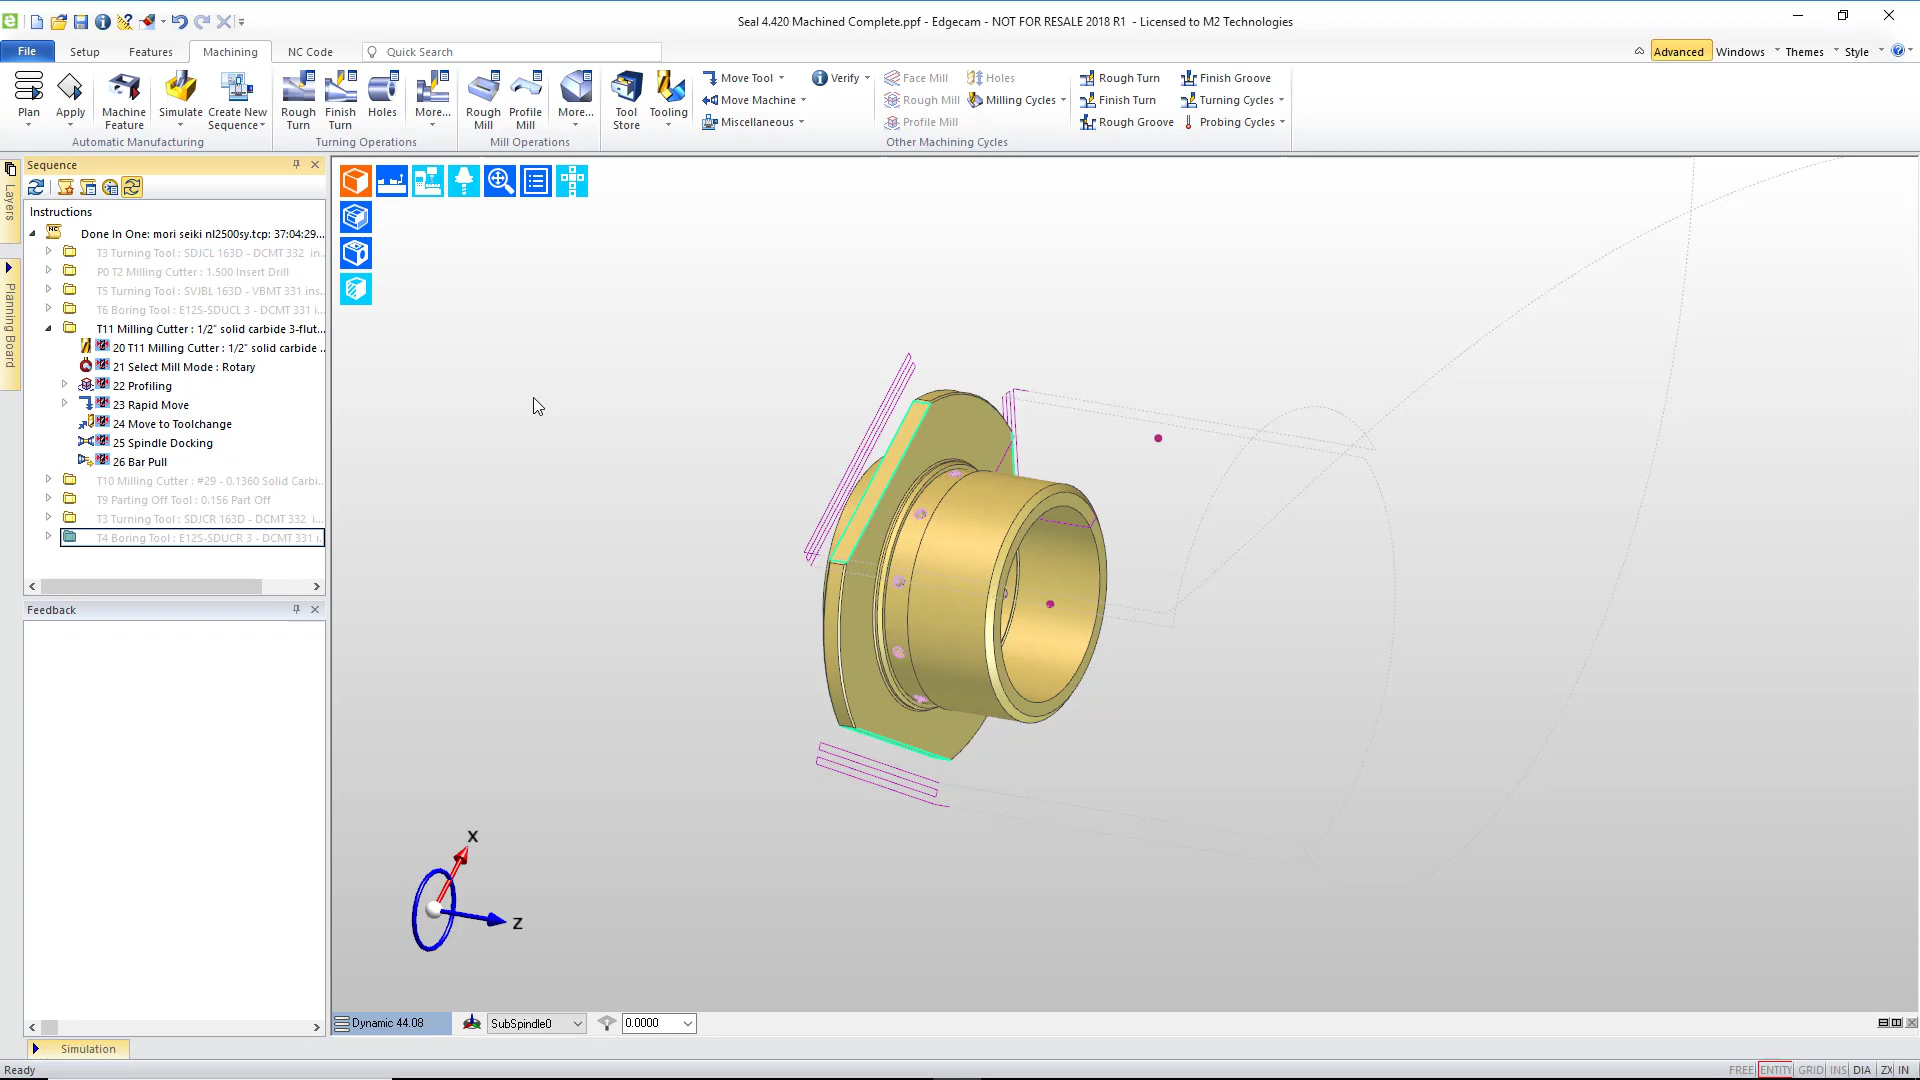 Seal 4.420 Machined Complete.ppf - Edgecam - NOT FOR RESALE 2018 R1 - Licensed to M2 Technologies
File Setup Features Machining NC Code Quick Search Advanced Windows Themes Style
Plan
Apply
Machine Feature
Simulate
Create New Sequence
Automatic Manufacturing
Rough Turn
Finish Turn
Holes
More...
Turning Operations
Rough Mill
Profile Mill
More...
Mill Operations
Tool Store
Tooling
Move Tool
Move Machine
Miscellaneous
Verify
Face Mill
Rough Mill
Profile Mill
Holes
Milling Cycles
Rough Turn
Finish Turn
Rough Groove
Finish Groove
Turning Cycles
Probing Cycles
Other Machining Cycles
Layers
Planning Board
Sequence
Instructions
Done In One: mori seiki nl2500sy.tcp: 37:04:29...
T3 Turning Tool : SDJCL 163D - DCMT 332 in...
P0 T2 Milling Cutter : 1.500 Insert Drill
T5 Turning Tool : SVJBL 163D - VBMT 331 ins...
T6 Boring Tool : E12S-SDUCL 3 - DCMT 331 i...
T11 Milling Cutter : 1/2" solid carbide 3-flut...
20 T11 Milling Cutter : 1/2" solid carbide ..
21 Select Mill Mode : Rotary
22 Profiling
23 Rapid Move
24 Move to Toolchange
25 Spindle Docking
26 Bar Pull
T10 Milling Cutter : #29 - 0.1360 Solid Carbi...
T9 Parting Off Tool : 0.156 Part Off
T3 Turning Tool : SDJCR 163D - DCMT 332 i...
T4 Boring Tool : E12S-SDUCR 3 - DCMT 331 i...
Feedback
X
Z
Dynamic 44.08
SubSpindle0
0.0000
Simulation
Ready
FREE ENTITY GRID INS DIA ZX IN